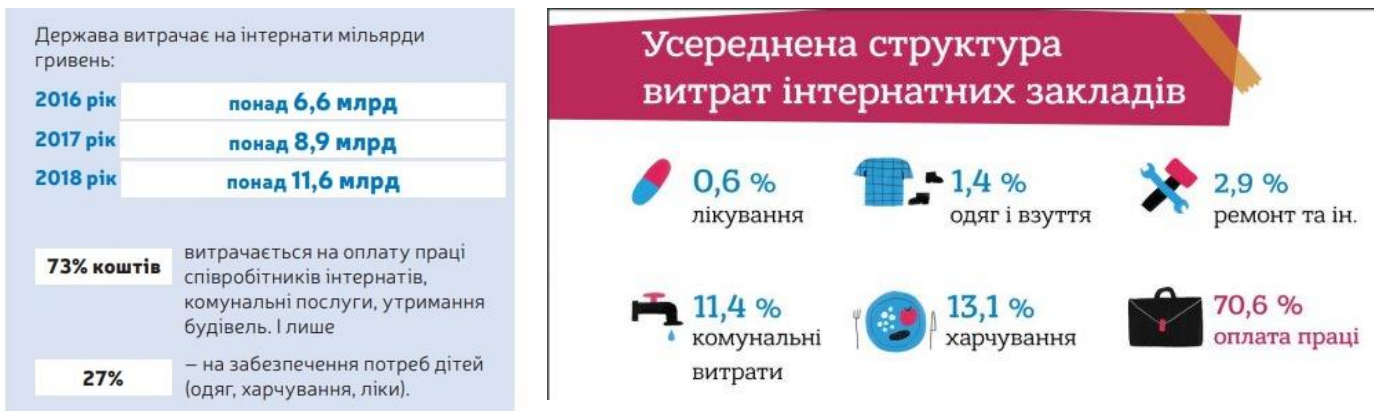 Держава витрачає на інтернати мільярди
гривень:
2016 рік понад 6,6 млрд
2017 рік понад 8,9 млрд
2018 рік понад 11,6 млрд
73% коштів
витрачається на оплату праці
співробітників інтернатів,
комунальні послуги, утримання
будівель. І лише
27%
– на забезпечення потреб дітей
(одяг, харчування, ліки).
Усереднена структура
витрат інтернатних закладів
0,6 %
лікування
1,4 %
одяг і взуття
2,9 %
ремонт та ін.
11,4 %
комунальні
витрати
13,1 %
харчування
70,6 %
оплата праці